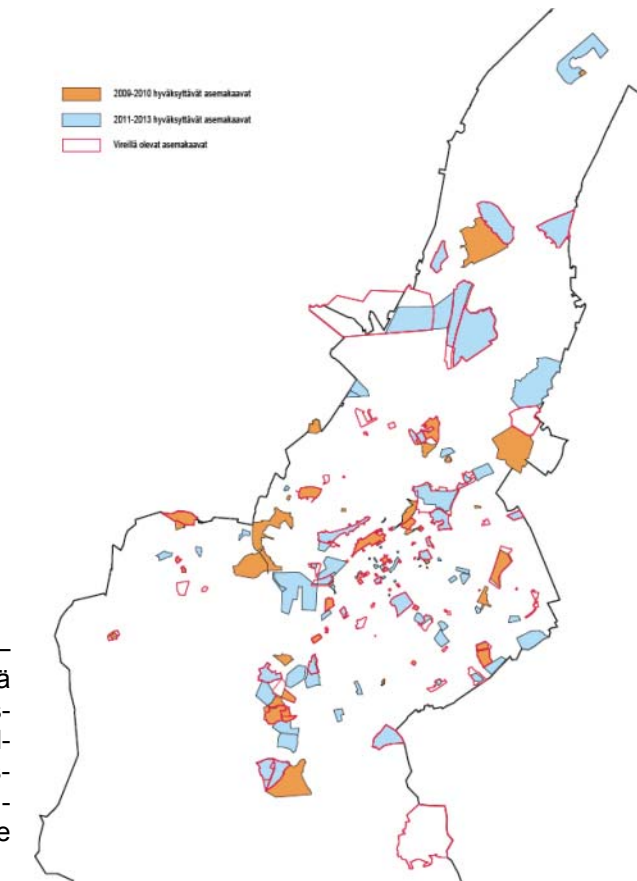 2009-2010 hyväksyttävät asemakaavat
2011-2013 hyväksyttävät asemakaavat
Vireillä olevat asemakaavat
ä
s-
l-
s-
-
e